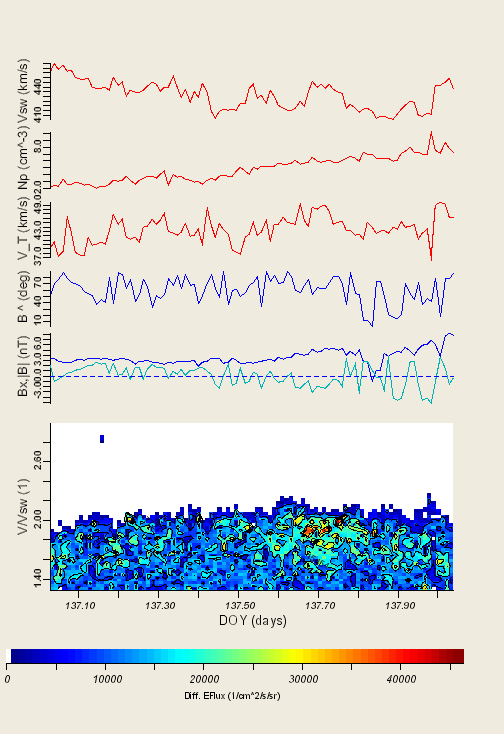 Vsw (km/s)
440
410
Np (cm^-3)
8.0
2.0
V_T (km/s)
49.0
43.0
37.0
B ^ (deg)
70
40
10
Bx,|B| (nT)
6.0
3.0
0.0
-3.0
V/Vsw (1)
2.60
2.00
1.40
137.10 137.30 137.50 137.70 137.90
DOY (days)
0 10000 20000 30000 40000
Diff. EFlux (1/cm^2/s/sr)